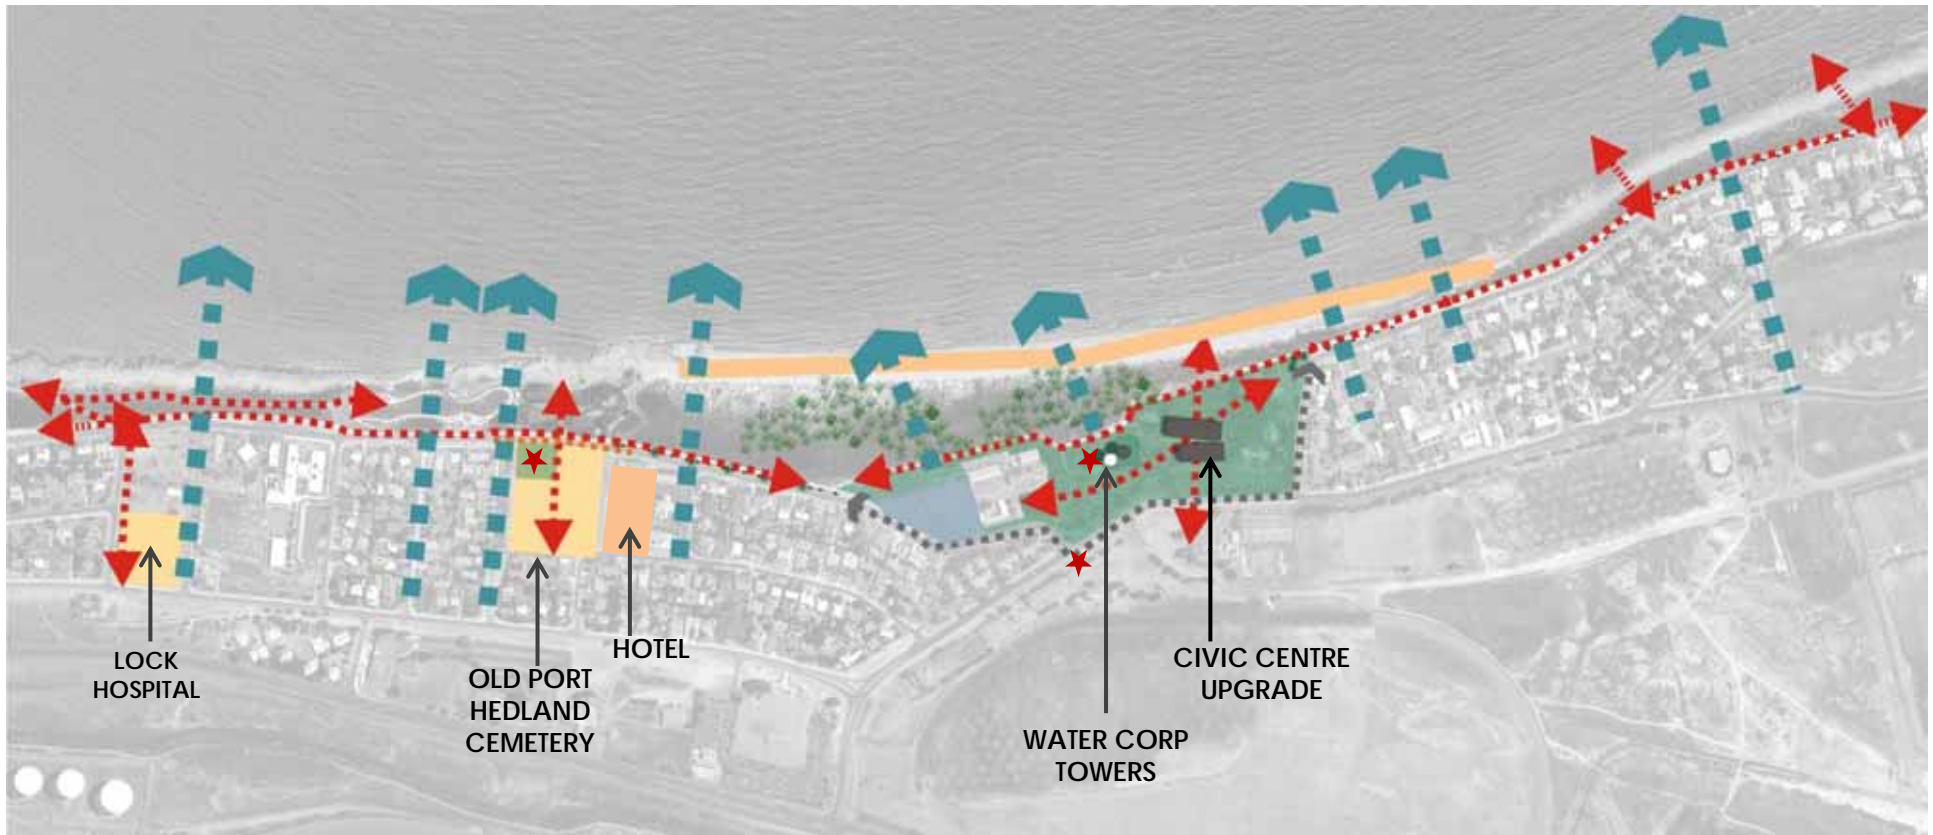 LOCK
HOSPITAL
OLD PORT
HEDLAND
CEMETERY
HOTEL
WATER CORP
TOWERS
CIVIC CENTRE
UPGRADE